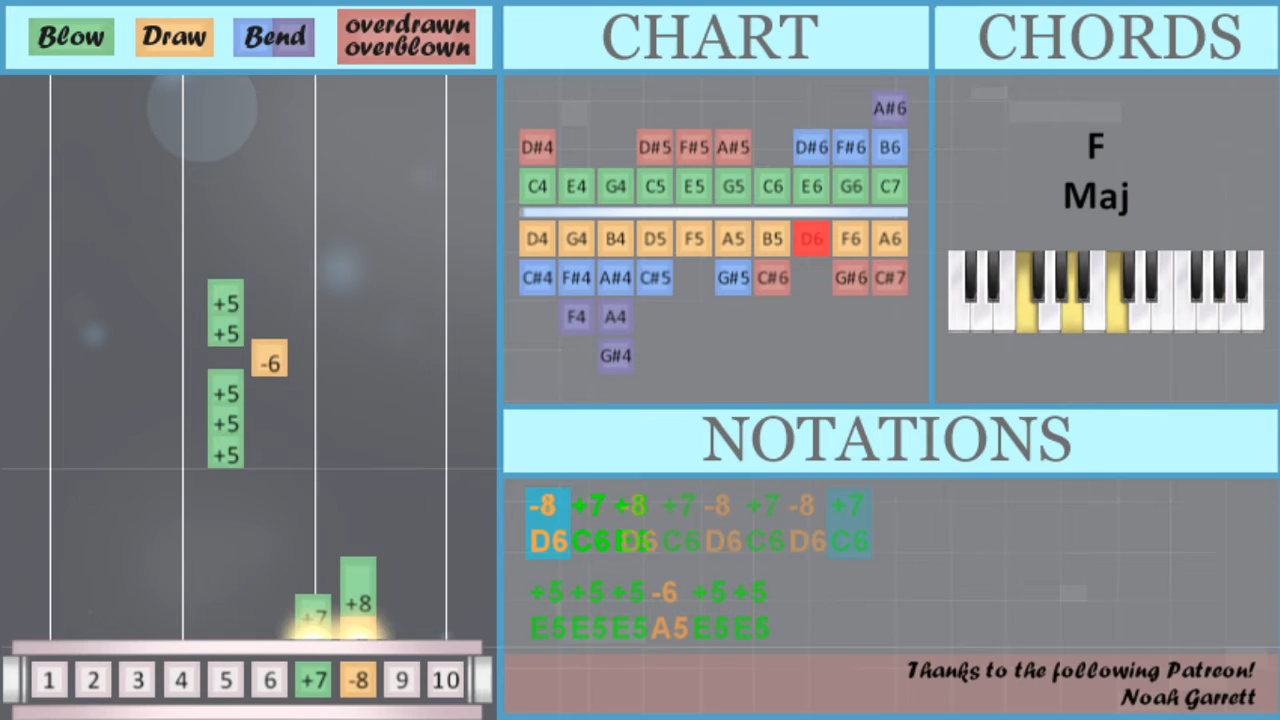 Blow Draw Bend overdrawn
overblown
CHART
CHORDS
A#6
D#4 D#5 F#5 A#5 D#6 F#6 B6
C4 E4 G4 C5 E5 G5 C6 E6 G6 C7
D4 G4 B4 D5 F5 A5 B5 D6 F6 A6
C#4 F#4 A#4 C#5 G#5 C#6 G#6 C#7
F4 A4
G#4
F
Maj
+5
+5
-6
+5
+5
+5
+8
+7
1 2 3 4 5 6 +7 -8 9 10
NOTATIONS
-8 +7 +8 +7 -8 +7 -8 +7
D6 C6 C6 D6 C6 D6 C6
+5 +5 +5 -6 +5 +5
E5 E5 E5 A5 E5 E5
Thanks to the following Patreon!
Noah Garrett